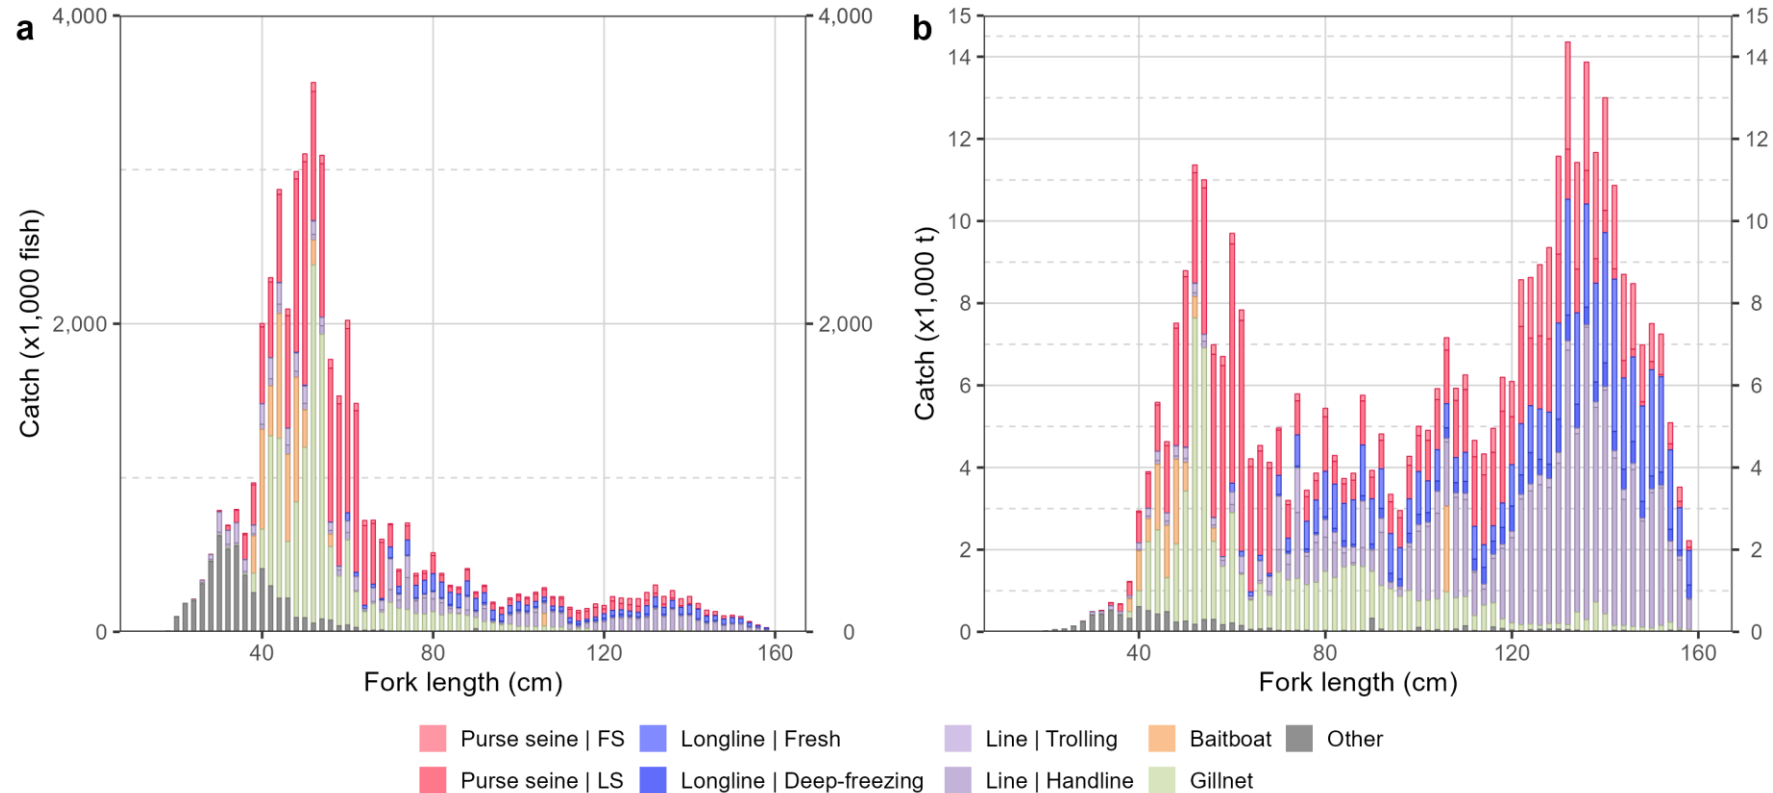 a
4,000
4,000
2,000
2,000
0
0
40
80
120
160
Catch (x1,000 fish)
Fork length (cm)
b
15
15
14
14
12
12
10
10
8
8
6
6
4
4
2
2
0
0
40
80
120
160
Catch (x1,000 t)
Fork length (cm)
Purse seine | FS
Longline | Fresh
Line | Trolling
Baitboat
Other
Purse seine | LS
Longline | Deep-freezing
Line | Handline
Gillnet